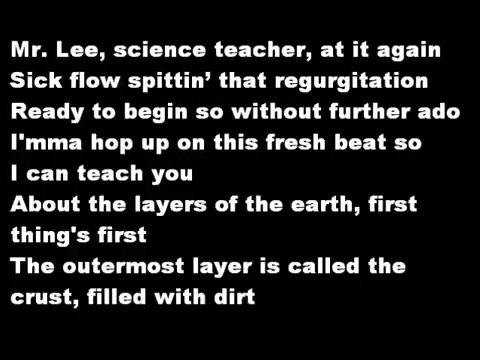 Mr. Lee, science teacher, at it again
Sick flow spittin’ that regurgitation
Ready to begin so without further ado
I'mma hop up on this fresh beat so
I can teach you
About the layers of the earth, first
thing's first
The outermost layer is called the
crust, filled with dirt